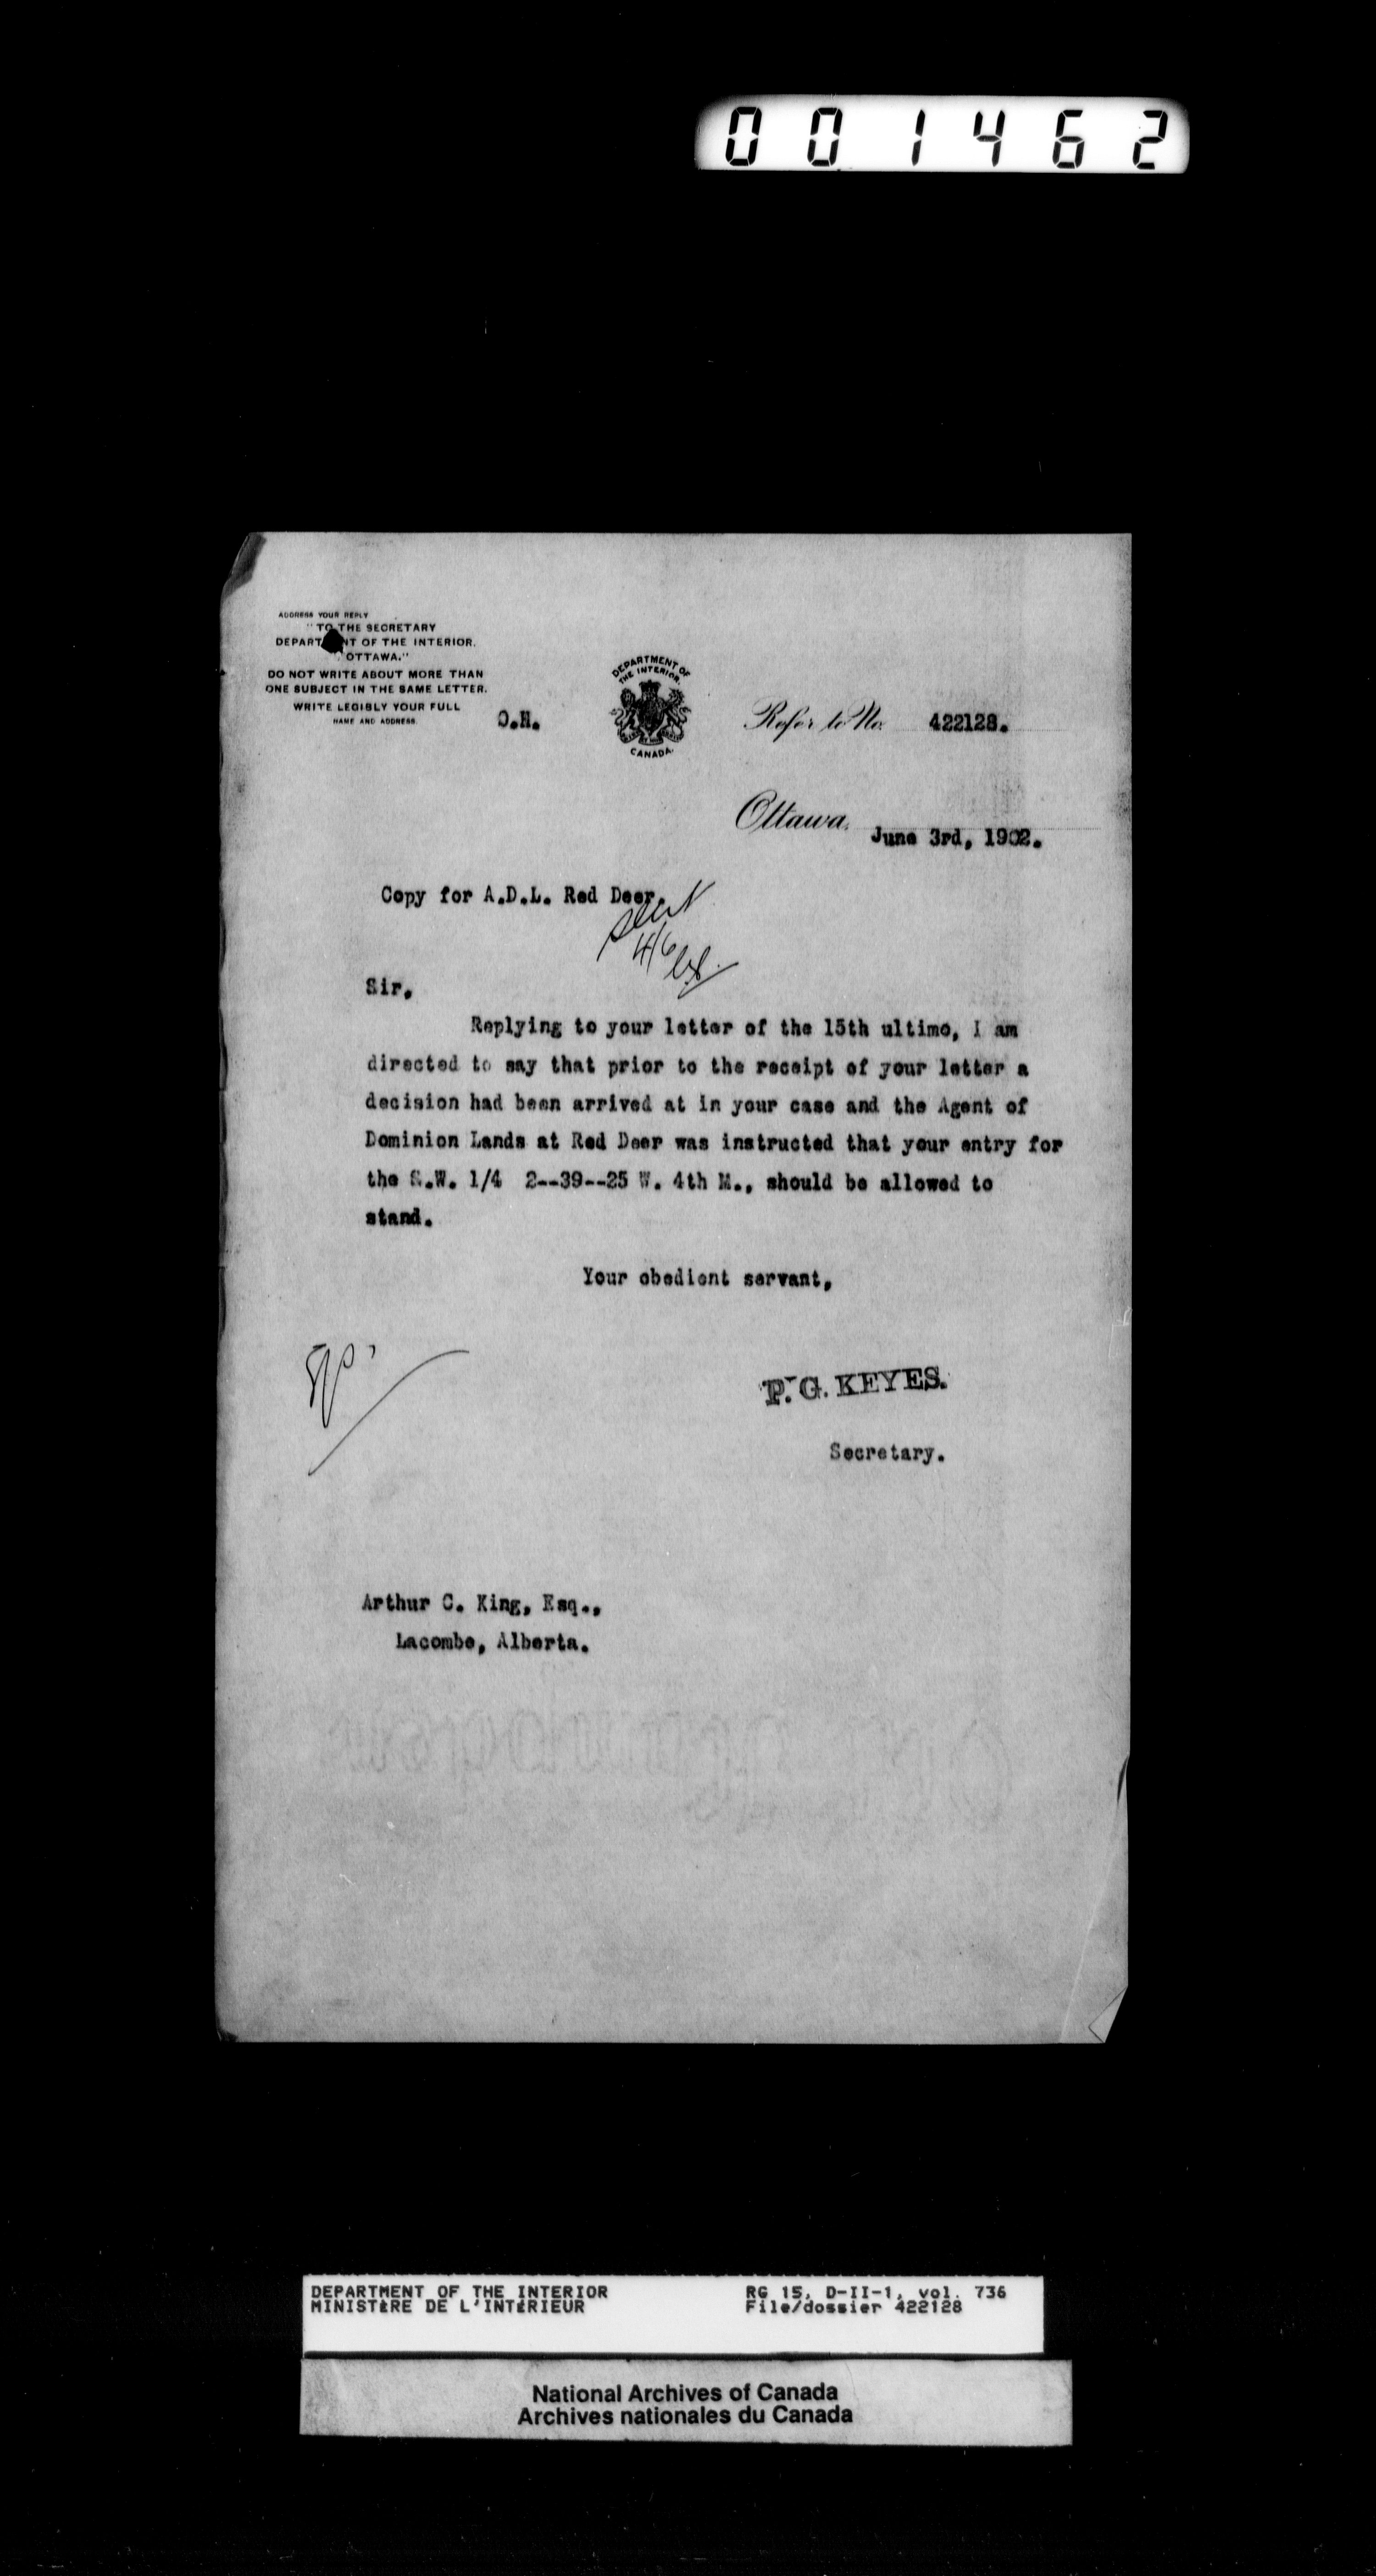 001462
ADDRESS YOUR REPLY
"TO THE SECRETARY
DEPART NT OF THE INTERIOR.
OTTAWA."
DO NOT WRITE ABOUT MORE THAN
ONE SUBJECT IN THE SAME LETTER.
WRITE LEGIBLY YOUR FULL
NAME AND ADDRESS.
O.H.
DEPARTMENT OF
THE INTERIOR.
CANADA.
Refer to No. 422128.
Ottawa, June 3rd, 1902.
Copy for A.D.L. Red Deer.
sent
4/6
Sir,
Replying to your letter of the 15th ultimo, I am
directed to say that prior to the receipt of your letter a
decision had been arrived at in your case and the Agent of
Dominion Lands at Red Deer was instructed that your entry for
the S.W. 1/4 2--39--25 W. 4th M., should be allowed to
stand.
Your obedient servant,
P. G. KEYES.
Secretary.
Arthur C. King, Esq.,
Lacombe, Alberta.
DEPARTMENT OF THE INTERIOR
MINISTÈRE DE L'INTÉRIEUR
RG 15, D-II-1, vol. 736
File/dossier 422128
National Archives of Canada
Archives nationales du Canada